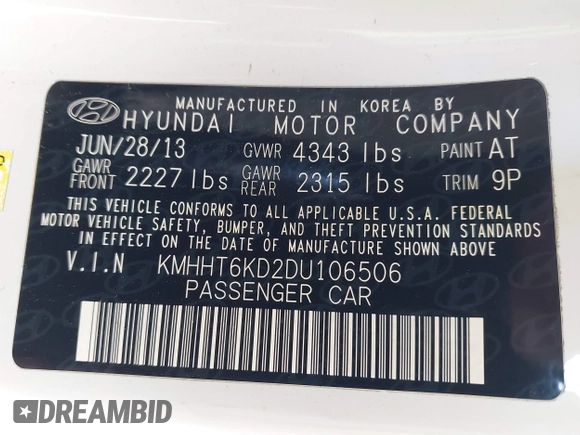 MANUFACTURED IN KOREA BY
HYUNDAI MOTOR COMPANY
JUN/28/13 GVWR 4343 lbs PAINT AT
GAWR FRONT 2227 lbs GAWR REAR 2315 lbs TRIM 9P
THIS VEHICLE CONFORMS TO ALL APPLICABLE U.S.A. FEDERAL
MOTOR VEHICLE SAFETY, BUMPER, AND THEFT PREVENTION STANDARDS
IN EFFECT ON THE DATE OF MANUFACTURE SHOWN ABOVE
V.I.N KMHHT6KD2DU106506
PASSENGER CAR
DREAMBID